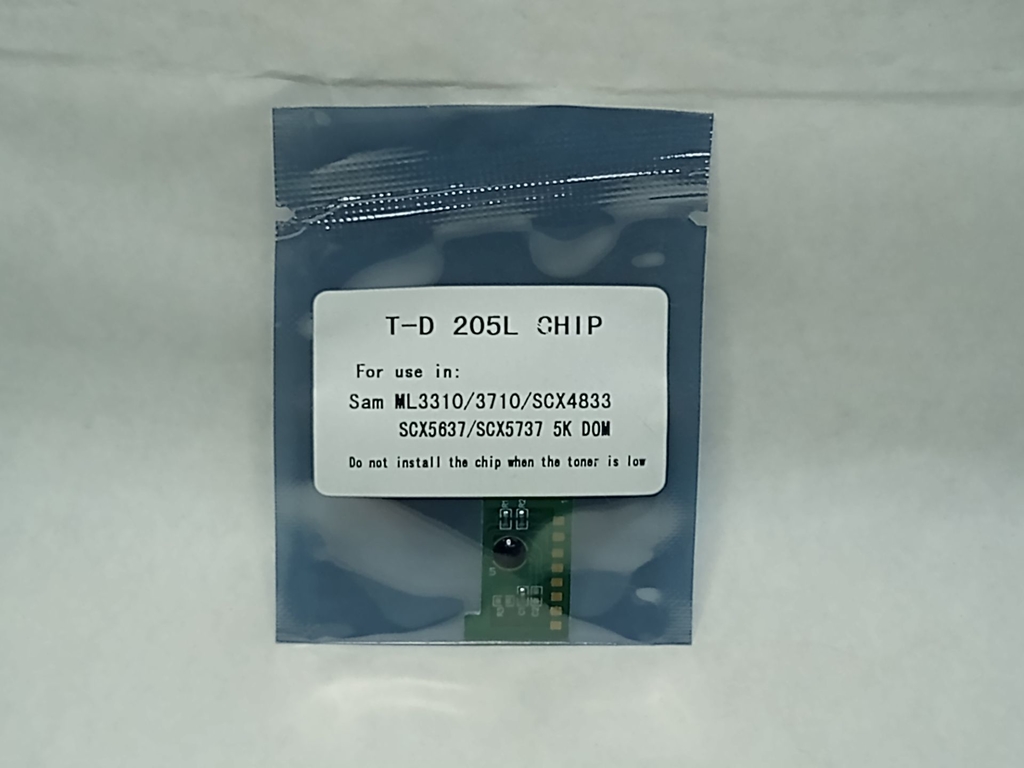 T-D 205L CHIP
For use in:
Sam ML3310/3710/SCX4833
SCX5637/SCX5737 5K DOM
Do not install the chip when the toner is low